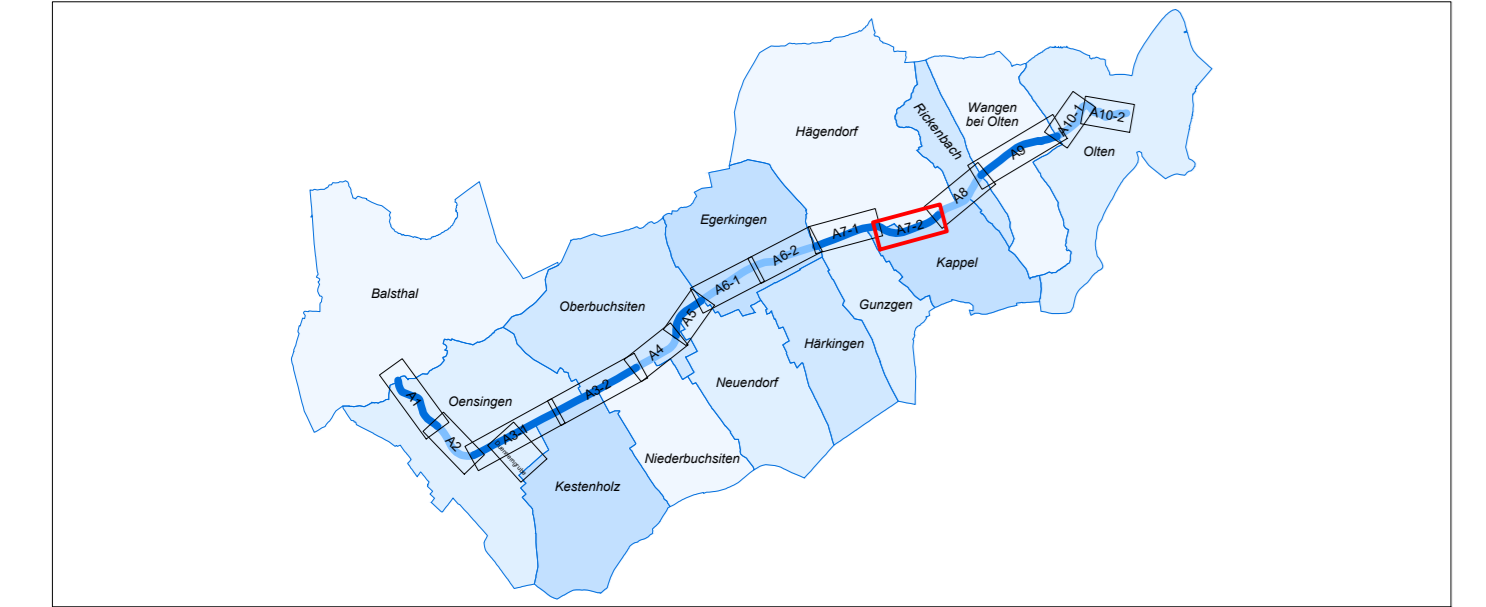 Hägendorf
Rickenbach
Wangen
bei Olten
A10-1
A10-2
Olten
A9
A8
Egerkingen
A7-1
A7-2
Kappel
A6-2
A6-1
Balsthal
Oberbuchsiten
A5
Gunzgen
Härkingen
A4
Neuendorf
A3-2
Oensingen
A1
A2
A3-1
Niederbuchsiten
Kestenholz